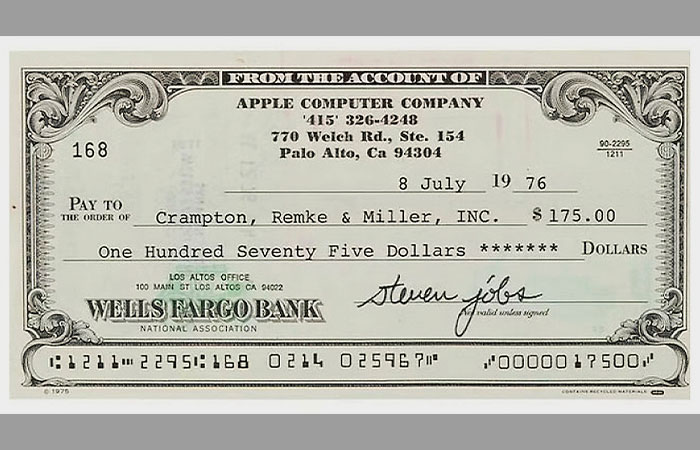 FROM THE ACCOUNT OF
APPLE COMPUTER COMPANY
'415' 326-4248
770 Welch Rd., Ste. 154
Palo Alto, Ca 94304
168
90-2295
1211
8 July 19 76
PAY TO
THE ORDER OF Crampton, Remke & Miller, INC. $ 175.00
One Hundred Seventy Five Dollars ******* DOLLARS
LOS ALTOS OFFICE
100 MAIN ST LOS ALTOS CA 94022
WELLS FARGO BANK
NATIONAL ASSOCIATION
steven jobs
Not valid unless signed
⑆1211⑉2295⑆168 0214 025967⑈ ⑈0000017500⑈
© 1975
CONTAINS RECYCLED MATERIALS